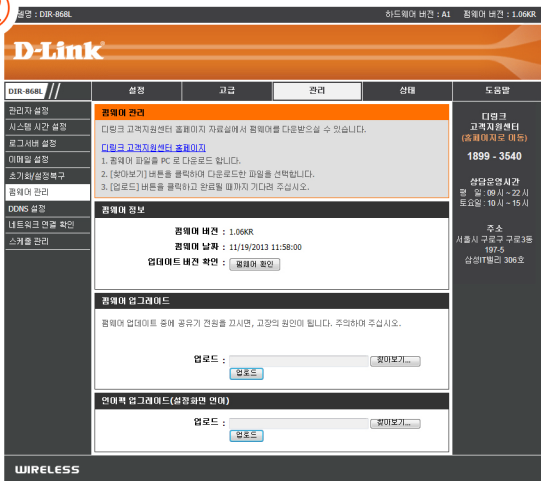 델명 : DIR-868L
하드웨어 버전 : A1
펌웨어 버전 : 1.06KR
D-Link
DIR-868L
설정
고급
관리
상태
도움말
관리자 설정
시스템 시간 설정
로그서버 설정
이메일 설정
초기화/설정복구
펌웨어 관리
DDNS 설정
네트워크 연결 확인
스케줄 관리
펌웨어 관리
디링크 고객지원센터 홈페이지 자료실에서 펌웨어를 다운받으실 수 있습니다.
디링크 고객지원센터 홈페이지
1. 펌웨어 파일을 PC 로 다운로드 합니다.
2. [찾아보기] 버튼을 클릭하여 다운로드한 파일을 선택합니다.
3. [업로드] 버튼을 클릭하고 완료될 때까지 기다려 주십시오.
펌웨어 정보
펌웨어 버전 : 1.06KR
펌웨어 날짜 : 11/19/2013 11:58:00
업데이트 버전 확인 : 펌웨어 확인
펌웨어 업그레이드
펌웨어 업데이트 중에 공유기 전원을 끄시면, 고장의 원인이 됩니다. 주의하여 주십시오.
업로드 : 찾아보기...
업로드
언어팩 업그레이드(설정화면 언어)
업로드 : 찾아보기...
업로드
디링크
고객지원센터
(홈페이지로 이동)
1899 - 3540
상담운영시간
평 일 : 09 시 ~ 22 시
토요일 : 10 시 ~ 15 시
주소
서울시 구로구 구로3동
197-5
삼성IT밸리 306호
WIRELESS